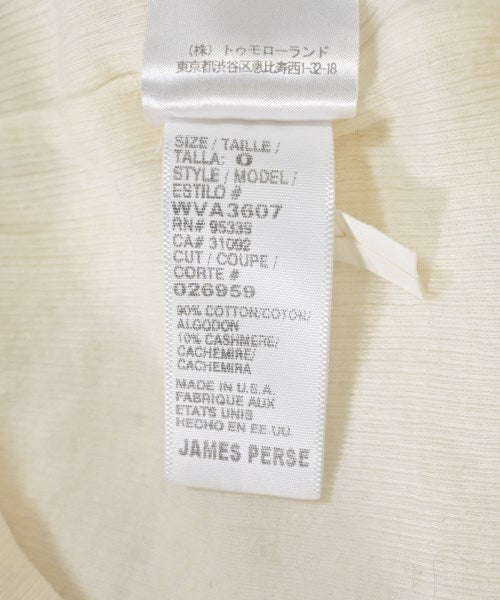 (株)トゥモローランド
東京都渋谷区恵比寿西1-32-18
SIZE / TAILLE /
TALLA: 0
STYLE / MODEL /
ESTILO #
WVA3607
RN# 95339
CA# 31092
CUT / COUPE /
CORTE #
026959
90% COTTON/COTON/
ALGODON
10% CASHMERE/
CACHEMIRE/
CACHEMIRA
MADE IN U.S.A.
FABRIQUE AUX
ETATS UNIS
HECHO EN EE.UU.
JAMES PERSE